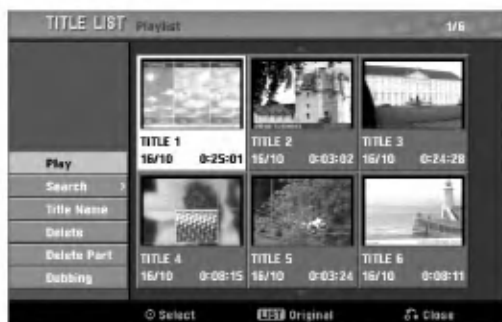 TITLE LIST Playlist 1/6
TITLE 1
16/10 0:25:01
TITLE 2
16/10 0:03:02
TITLE 3
16/10 0:24:28
Play
Search >
Title Name
Delete
Delete Part
Dubbing
TITLE 4
16/10 0:08:15
TITLE 5
16/10 0:03:24
TITLE 6
16/10 0:08:11
Select LIST Original Close